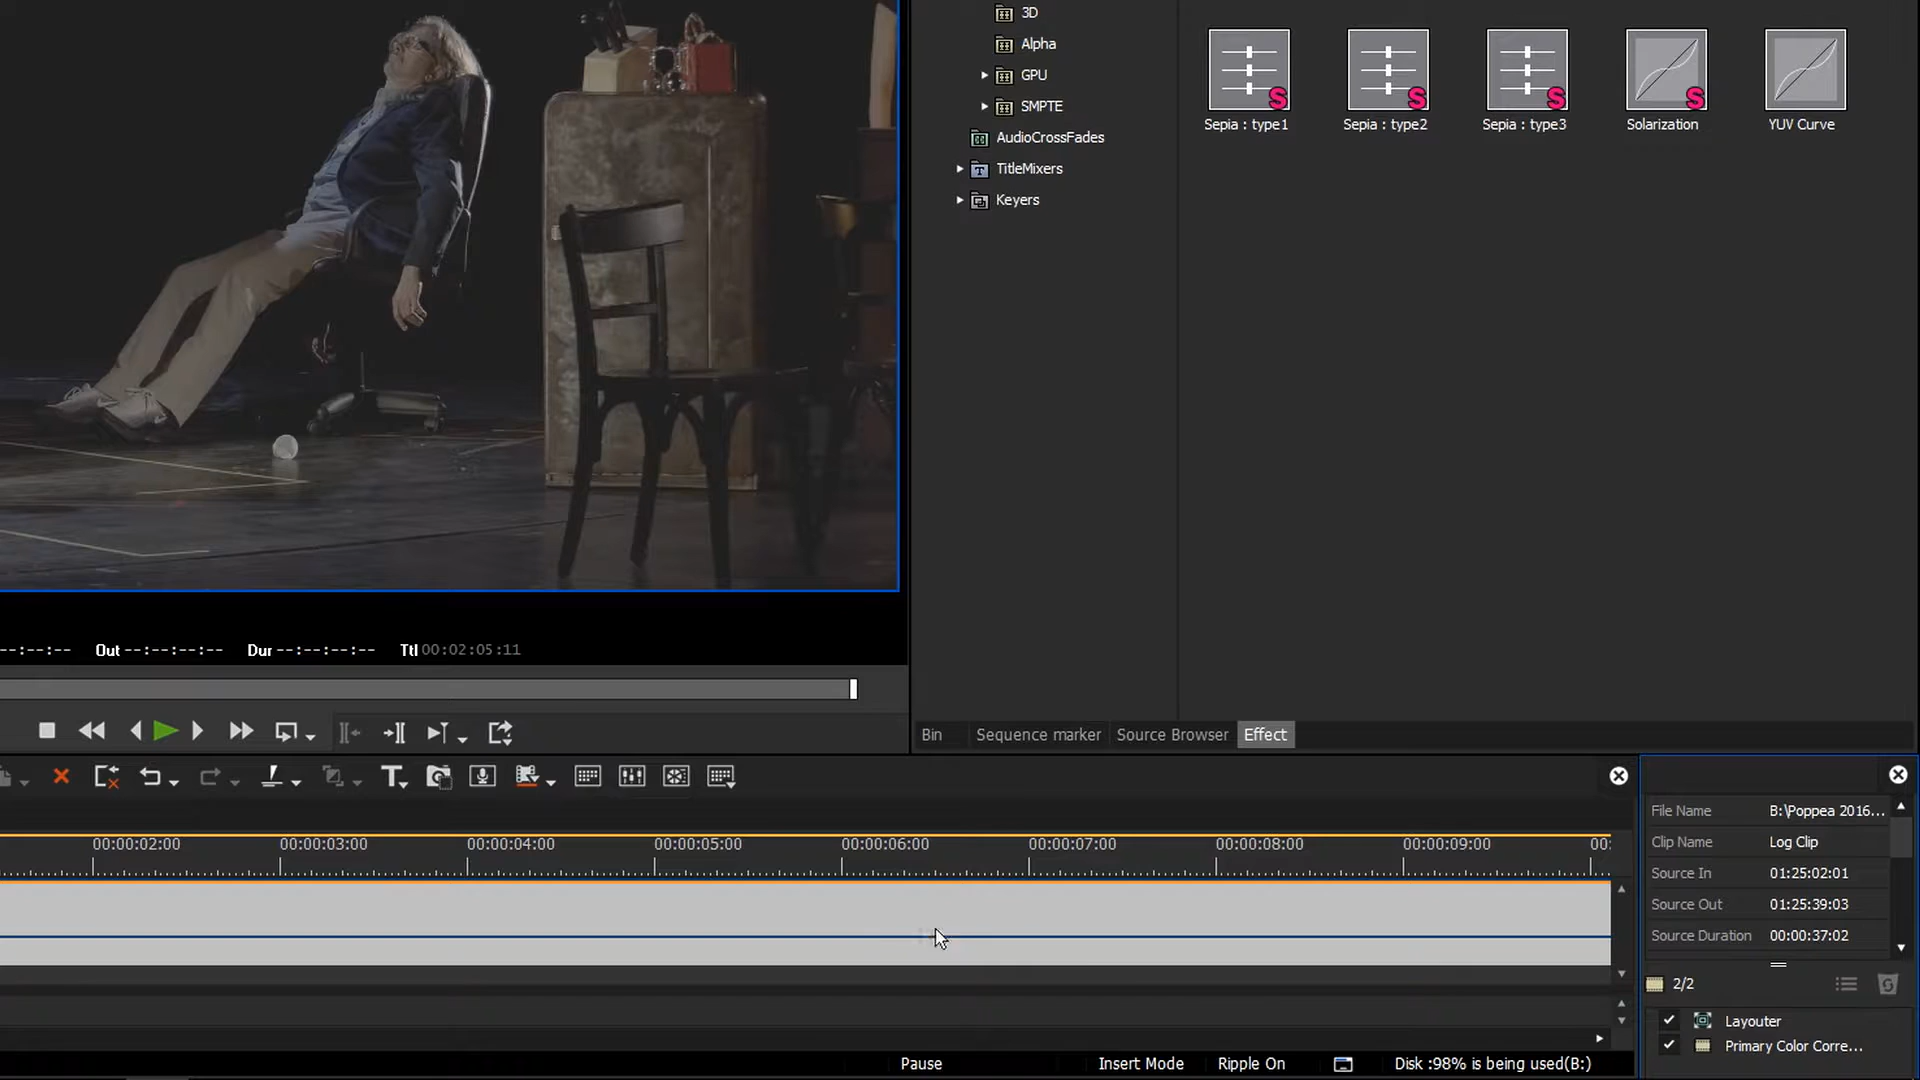 3D
Alpha
GPU
SMPTE
AudioCrossFades
TitleMixers
Keyers
Sepia : type1
Sepia : type2
Sepia : type3
Solarization
YUV Curve
--:--:-- Out --:--:--:-- Dur --:--:--:-- Ttl 00:02:05:11
Bin Sequence marker Source Browser Effect
00:00:02:00 00:00:03:00 00:00:04:00 00:00:05:00 00:00:06:00 00:00:07:00 00:00:08:00 00:00:09:00 00:
File Name B:\Poppea 2016...
Clip Name Log Clip
Source In 01:25:02:01
Source Out 01:25:39:03
Source Duration 00:00:37:02
2/2
Layouter
Primary Color Corre...
Pause Insert Mode Ripple On Disk :98% is being used(B:)